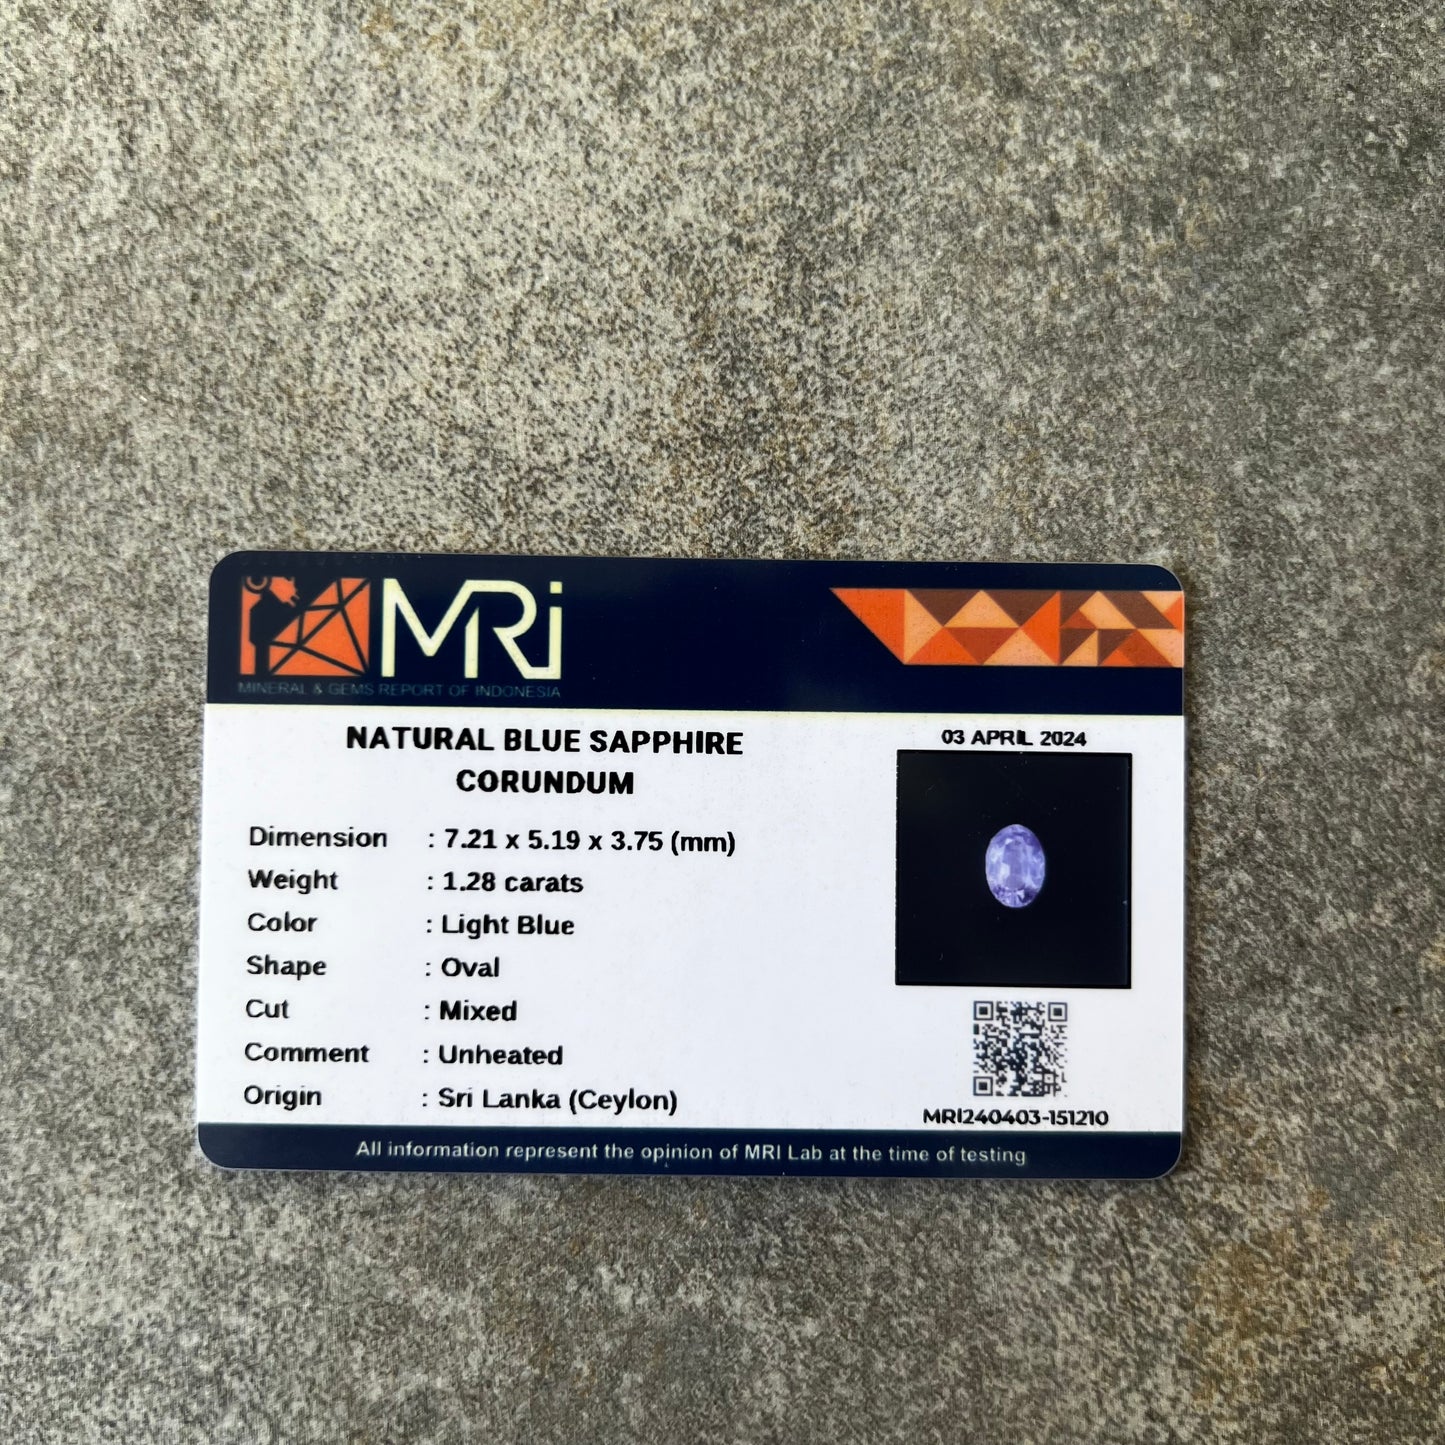 MRi
MINERAL & GEMS REPORT OF INDONESIA
NATURAL BLUE SAPPHIRE
CORUNDUM
Dimension : 7.21 x 5.19 x 3.75 (mm)
Weight : 1.28 carats
Color : Light Blue
Shape : Oval
Cut : Mixed
Comment : Unheated
Origin : Sri Lanka (Ceylon)
03 APRIL 2024
MRI240403-151210
All information represent the opinion of MRI Lab at the time of testing